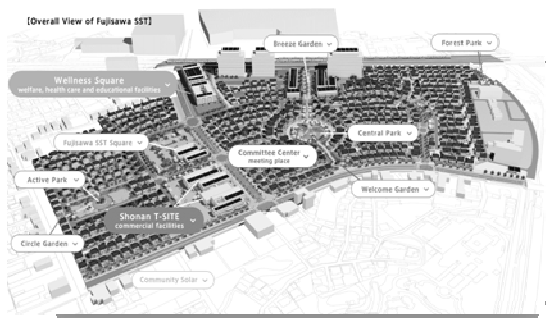 [Overall View of Fujisawa SST]
Breeze Garden
Forest Park
Wellness Square
welfare, health care and educational facilities
Fujisawa SST Square
Central Park
Committee Center
meeting place
Active Park
Welcome Garden
Shonan T-SITE
commercial facilities
Circle Garden
Community Solar